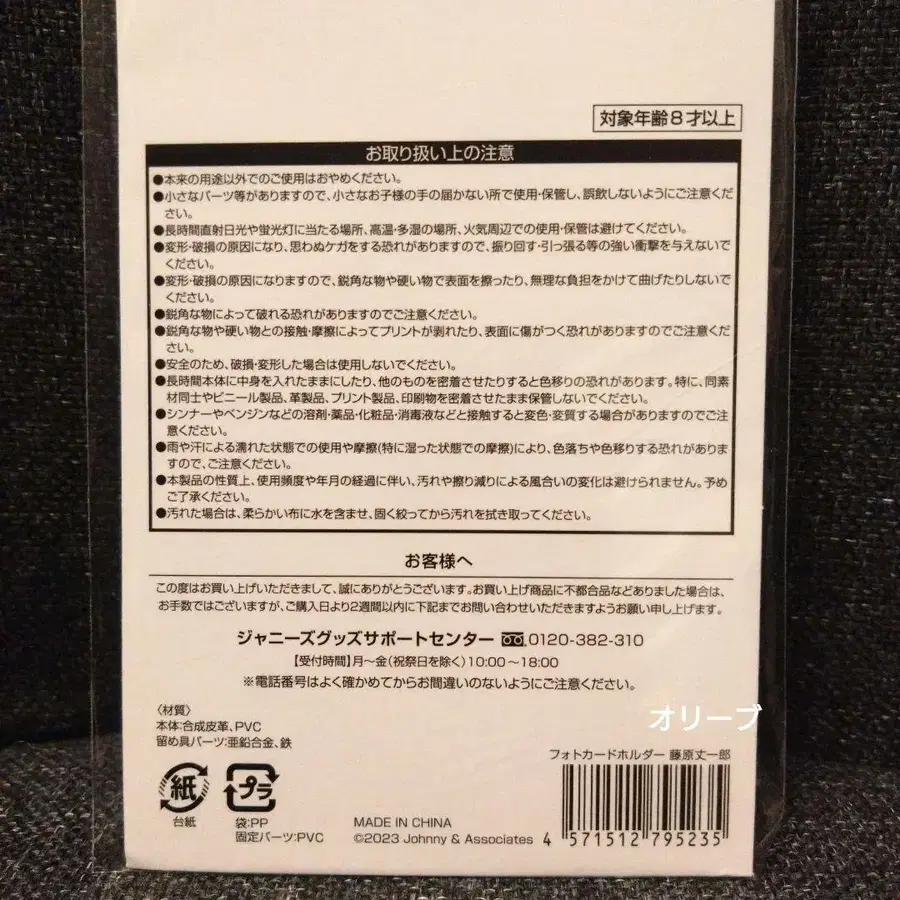 対象年齢8才以上
お取り扱い上の注意
●本来の用途以外でのご使用はおやめください。
●小さなパーツ等がありますので、小さなお子様の手の届かない所で使用・保管し、誤飲しないようにご注意くだ
さい。
●長時間直射日光や蛍光灯に当たる場所、高温・多湿の場所、火気周辺での使用・保管は避けてください。
●変形・破損の原因になり、思わぬケガをする恐れがありますので、振り回す・引っ張る等の強い衝撃を与えないで
ください。
●変形・破損の原因になりますので、鋭角な物や硬い物で表面を擦ったり、無理な負担をかけて曲げたりしないで
ください。
●鋭角な物によって破れる恐れがありますのでご注意ください。
●鋭角な物や硬い物との接触・摩擦によってプリントが剥れたり、表面に傷がつく恐れがありますのでご注意くだ
さい。
●安全のため、破損・変形した場合は使用しないでください。
●長時間本体に中身を入れたままにしたり、他のものを密着させたりすると色移りの恐れがあります。特に、同素
材同士やビニール製品、革製品、プリント製品、印刷物を密着させたまま保管しないでください。
●シンナーやベンジンなどの溶剤・薬品・化粧品・消毒液などと接触すると変色・変質する場合がありますのでご注
意ください。
●雨や汗による濡れた状態での使用や摩擦(特に湿った状態での摩擦)により、色落ちや色移りする恐れがありま
すので、ご注意ください。
●本製品の性質上、使用頻度や年月の経過に伴い、汚れや擦り減りによる風合いの変化は避けられません。予め
ご了承ください。
●汚れた場合は、柔らかい布に水を含ませ、固く絞ってから汚れを拭き取ってください。
お客様へ
この度はお買い上げいただきまして、誠にありがとうございます。お買い上げ商品に不都合品などありました場合は、
お手数ではございますが、ご購入日より2週間以内に下記までお問い合わせいただきますようお願い申し上げます。
ジャニーズグッズサポートセンター 0120-382-310
【受付時間】月〜金(祝祭日を除く)10:00〜18:00
※電話番号はよく確かめてからお間違いのないようにご注意ください。
オリーブ
〈材質〉
本体:合成皮革、PVC
留め具パーツ:亜鉛合金、鉄
フォトカードホルダー 藤原丈一郎
紙
台紙
プラ
袋:PP
固定パーツ:PVC
MADE IN CHINA
©2023 Johnny & Associates
4 571512 795235